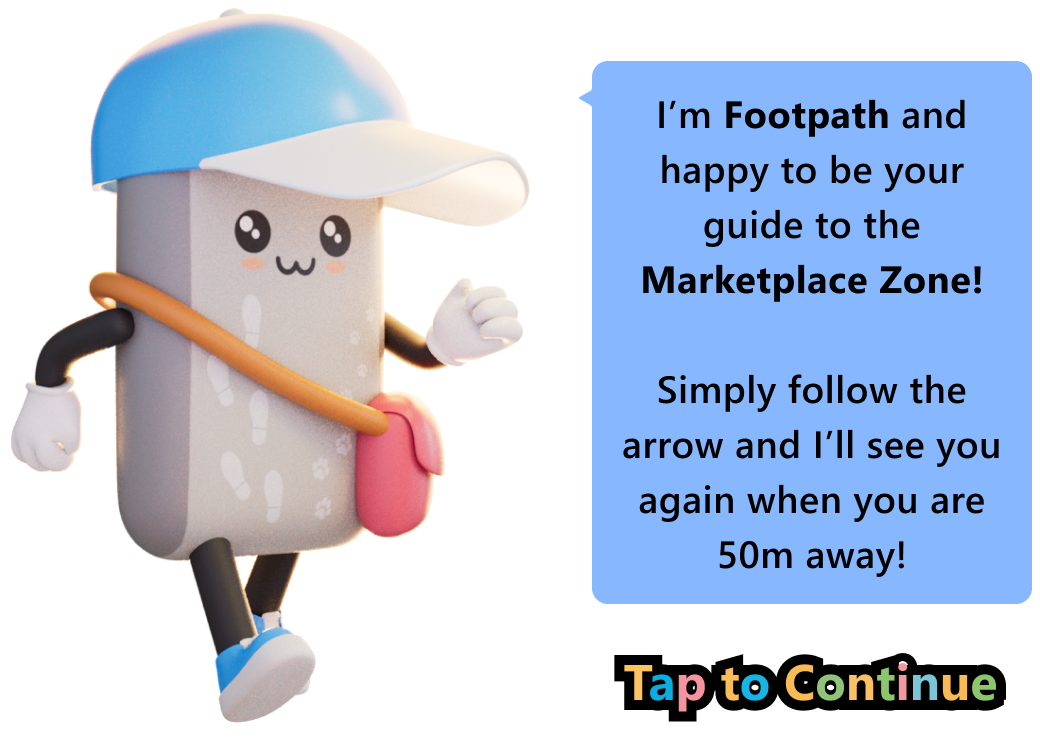 I’m Footpath and
happy to be your
guide to the
Marketplace Zone!
Simply follow the
arrow and I’ll see you
again when you are
50m away!
Tap to Continue